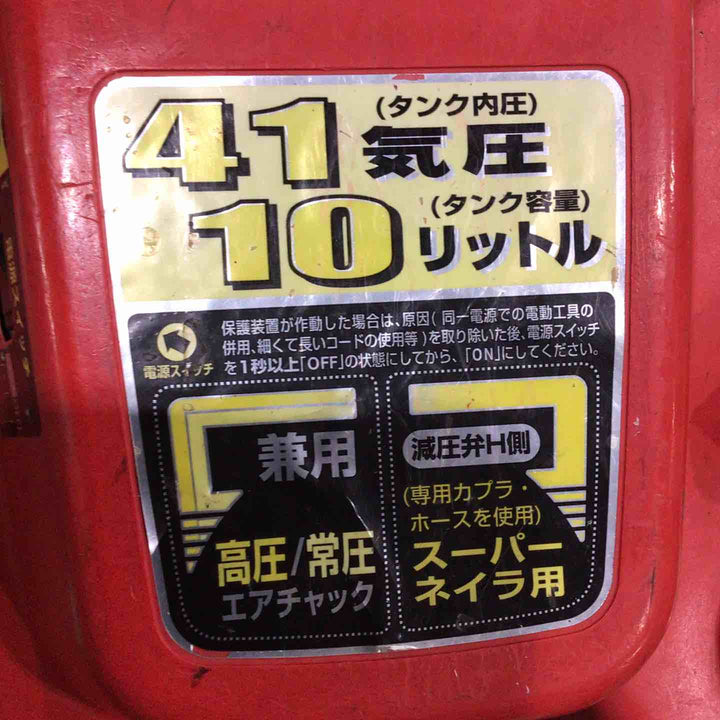 (タンク内圧)
41気圧
(タンク容量)
10リットル
保護装置が作動した場合は、原因(同一電源での電動工具の
併用、細くて長いコードの使用等)を取り除いた後、電源スイッチ
を1秒以上「OFF」の状態にしてから、「ON」にしてください。
電源スイッチ
兼用
高圧/常圧
エアチャック
減圧弁H側
(専用カプラ・
ホースを使用)
スーパー
ネイラ用